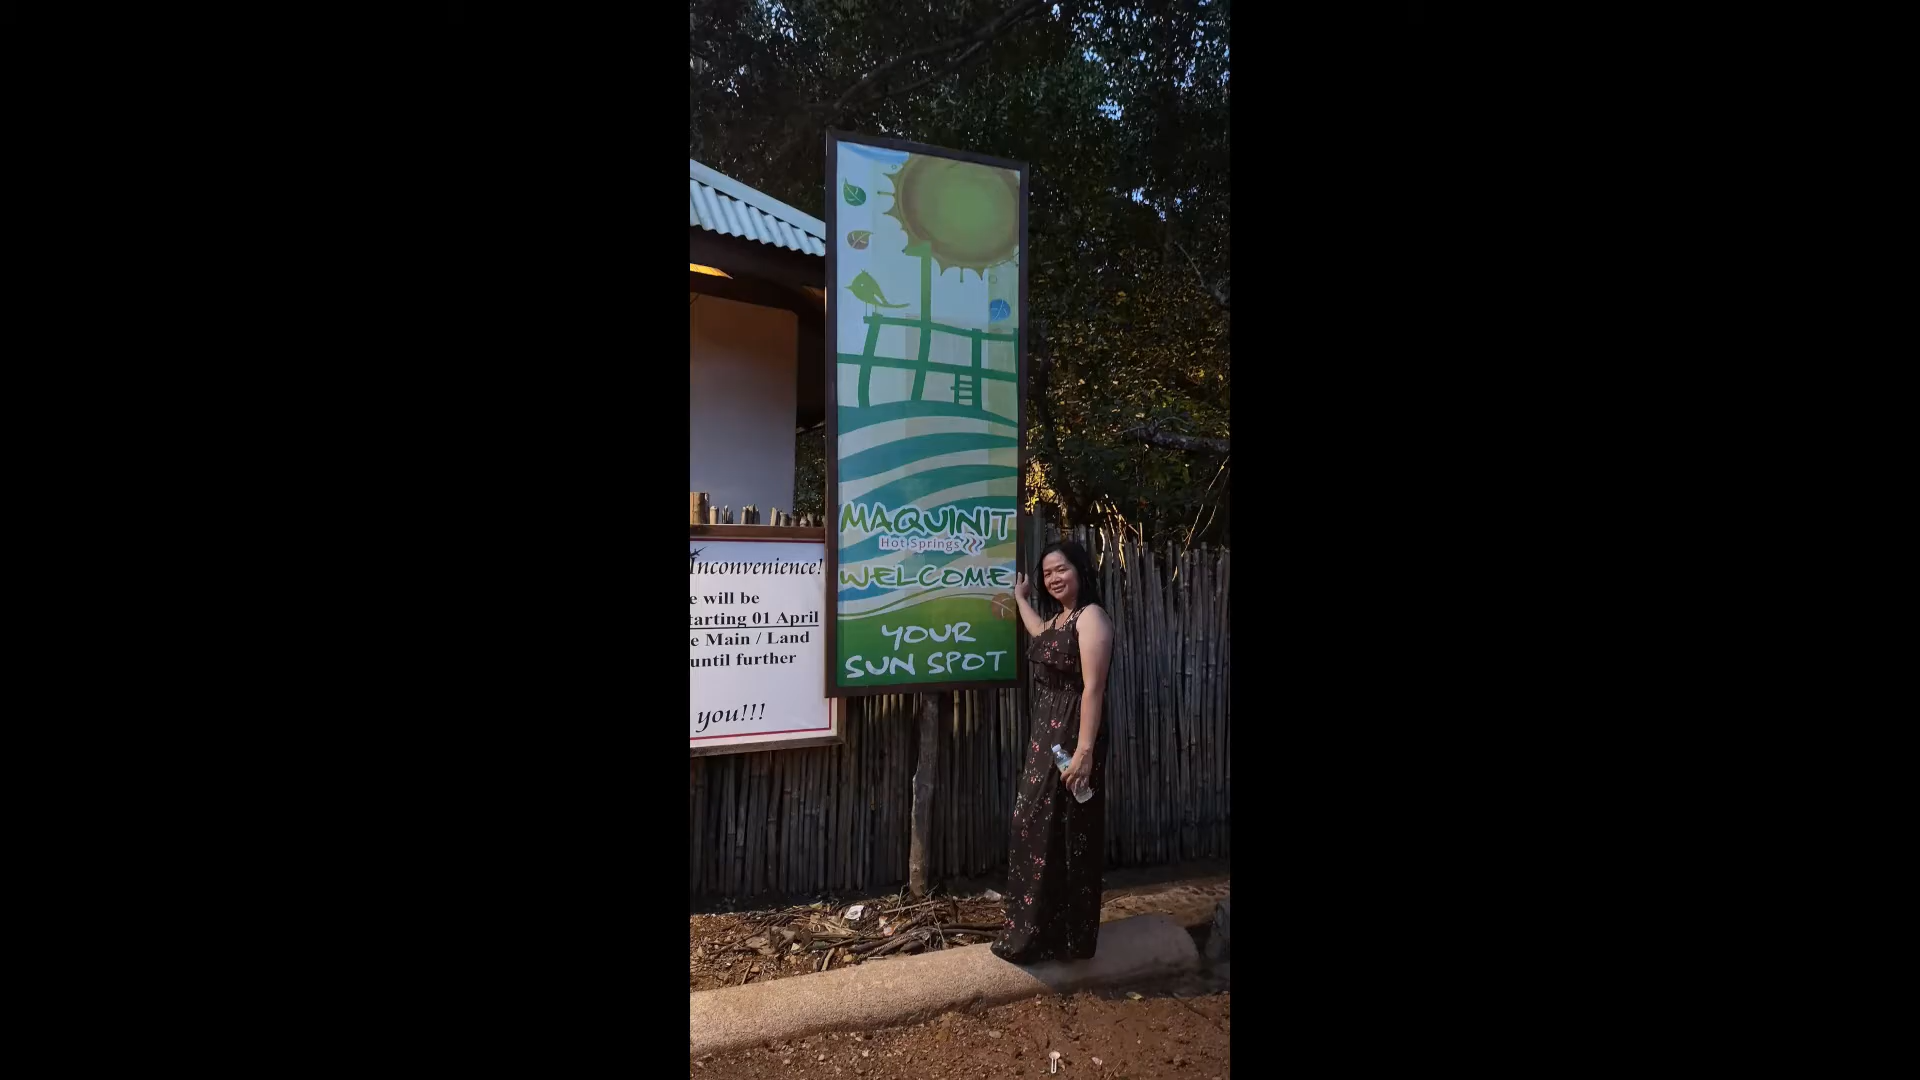 MAQUINIT
Hot Springs
WELCOME
YOUR
SUN SPOT
Inconvenience!
e will be
tarting 01 April
e Main / Land
until further
you!!!